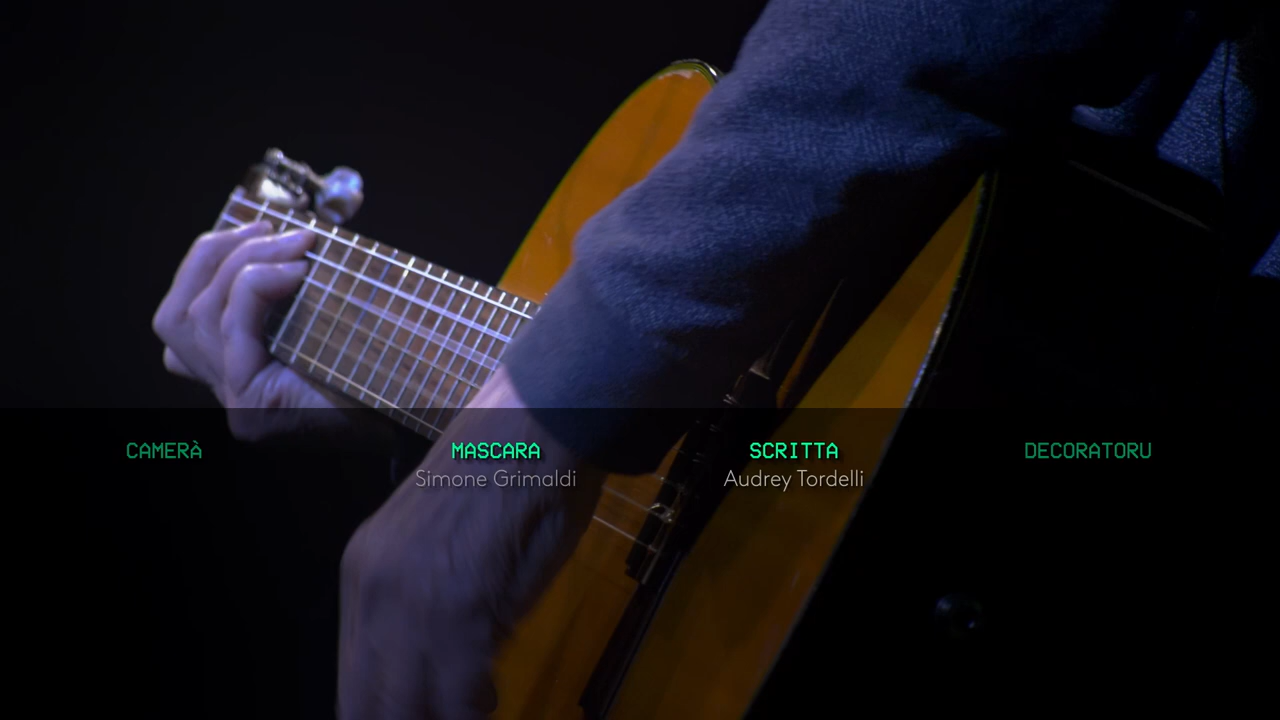 CAMERÀ
MASCARA
Simone Grimaldi
SCRITTA
Audrey Tordelli
DECORATORU